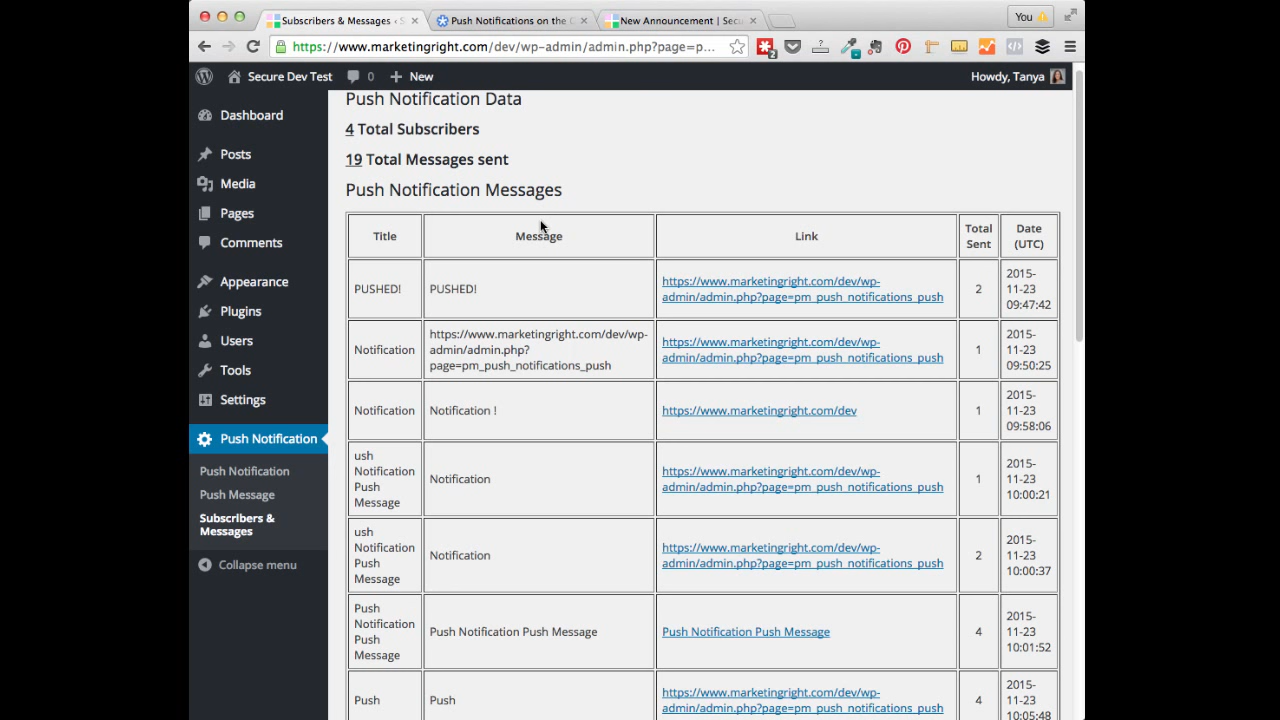 Subscribers & Messages ‹ S
Push Notifications on the
New Announcement | Secu
You
https://www.marketingright.com/dev/wp-admin/admin.php?page=p...
2
Secure Dev Test
0
New
Howdy, Tanya
Dashboard
Posts
Media
Pages
Comments
Appearance
Plugins
Users
Tools
Settings
Push Notification
Push Notification
Push Message
Subscribers &
Messages
Collapse menu
Push Notification Data
4 Total Subscribers
19 Total Messages sent
Push Notification Messages
Title
Message
Link
Total
Sent
Date
(UTC)
PUSHED!
PUSHED!
https://www.marketingright.com/dev/wp-
admin/admin.php?page=pm_push_notifications_push
2
2015-
11-23
09:47:42
Notification
https://www.marketingright.com/dev/wp-
admin/admin.php?
page=pm_push_notifications_push
https://www.marketingright.com/dev/wp-
admin/admin.php?page=pm_push_notifications_push
1
2015-
11-23
09:50:25
Notification
Notification !
https://www.marketingright.com/dev
1
2015-
11-23
09:58:06
ush
Notification
Push
Message
Notification
https://www.marketingright.com/dev/wp-
admin/admin.php?page=pm_push_notifications_push
1
2015-
11-23
10:00:21
ush
Notification
Push
Message
Notification
https://www.marketingright.com/dev/wp-
admin/admin.php?page=pm_push_notifications_push
2
2015-
11-23
10:00:37
Push
Notification
Push
Message
Push Notification Push Message
Push Notification Push Message
4
2015-
11-23
10:01:52
Push
Push
https://www.marketingright.com/dev/wp-
admin/admin.php?page=pm_push_notifications_push
4
2015-
11-23
10:05:48